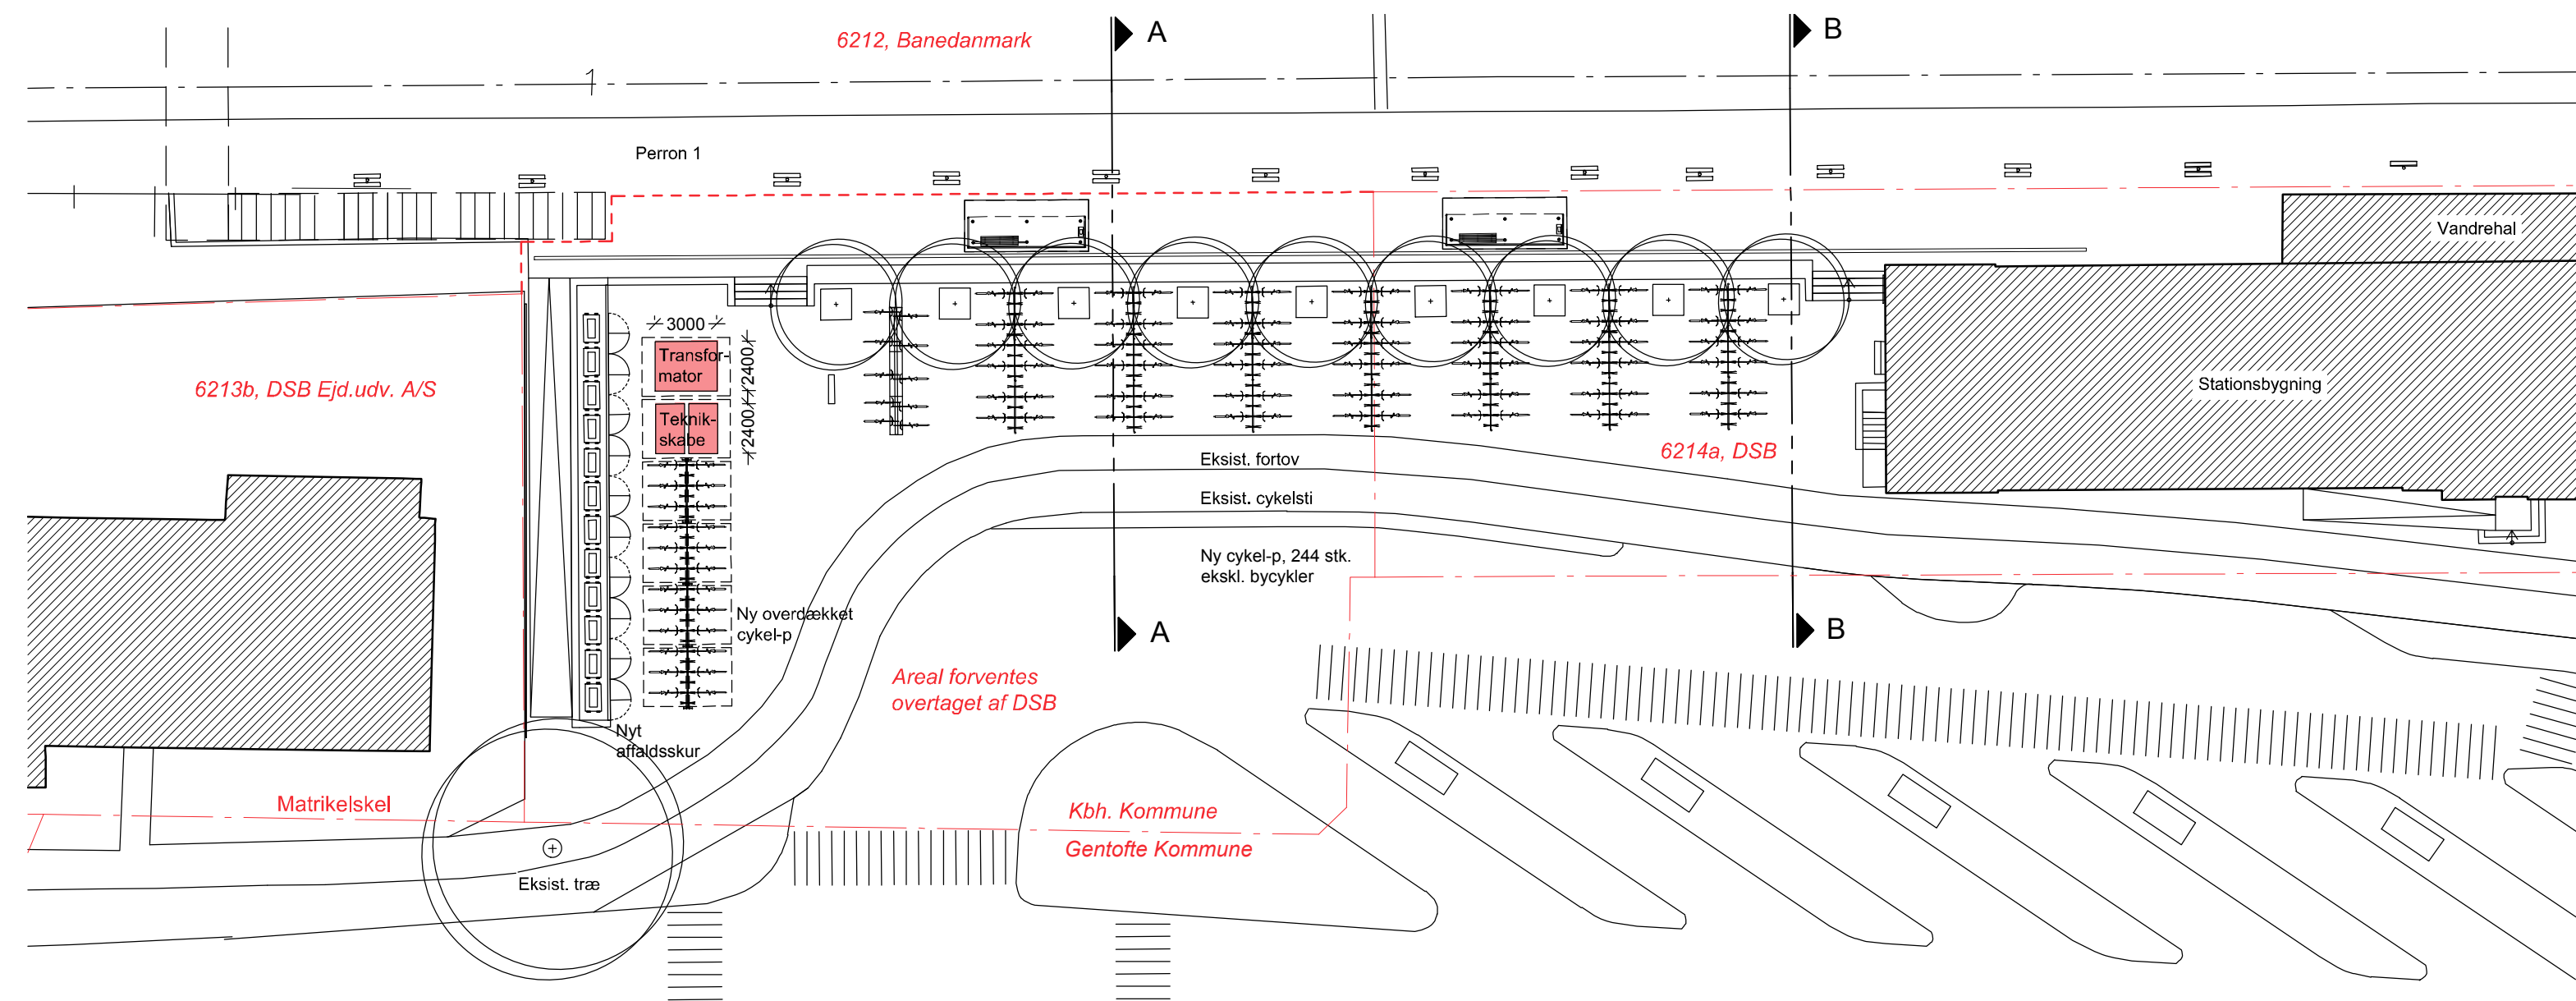 6212, Banedanmark
A
B
1
Perron 1
Vandrehal
3000
Transfor-
mator
2400
Teknik-
skabe
2400
6213b, DSB Ejd.udv. A/S
Stationsbygning
6214a, DSB
Eksist. fortov
Eksist. cykelsti
Ny cykel-p, 244 stk.
ekskl. bycykler
Ny overdækket
cykel-p
A
B
Areal forventes
overtaget af DSB
Nyt
affaldsskur
Matrikelskel
Kbh. Kommune
Gentofte Kommune
Eksist. træ